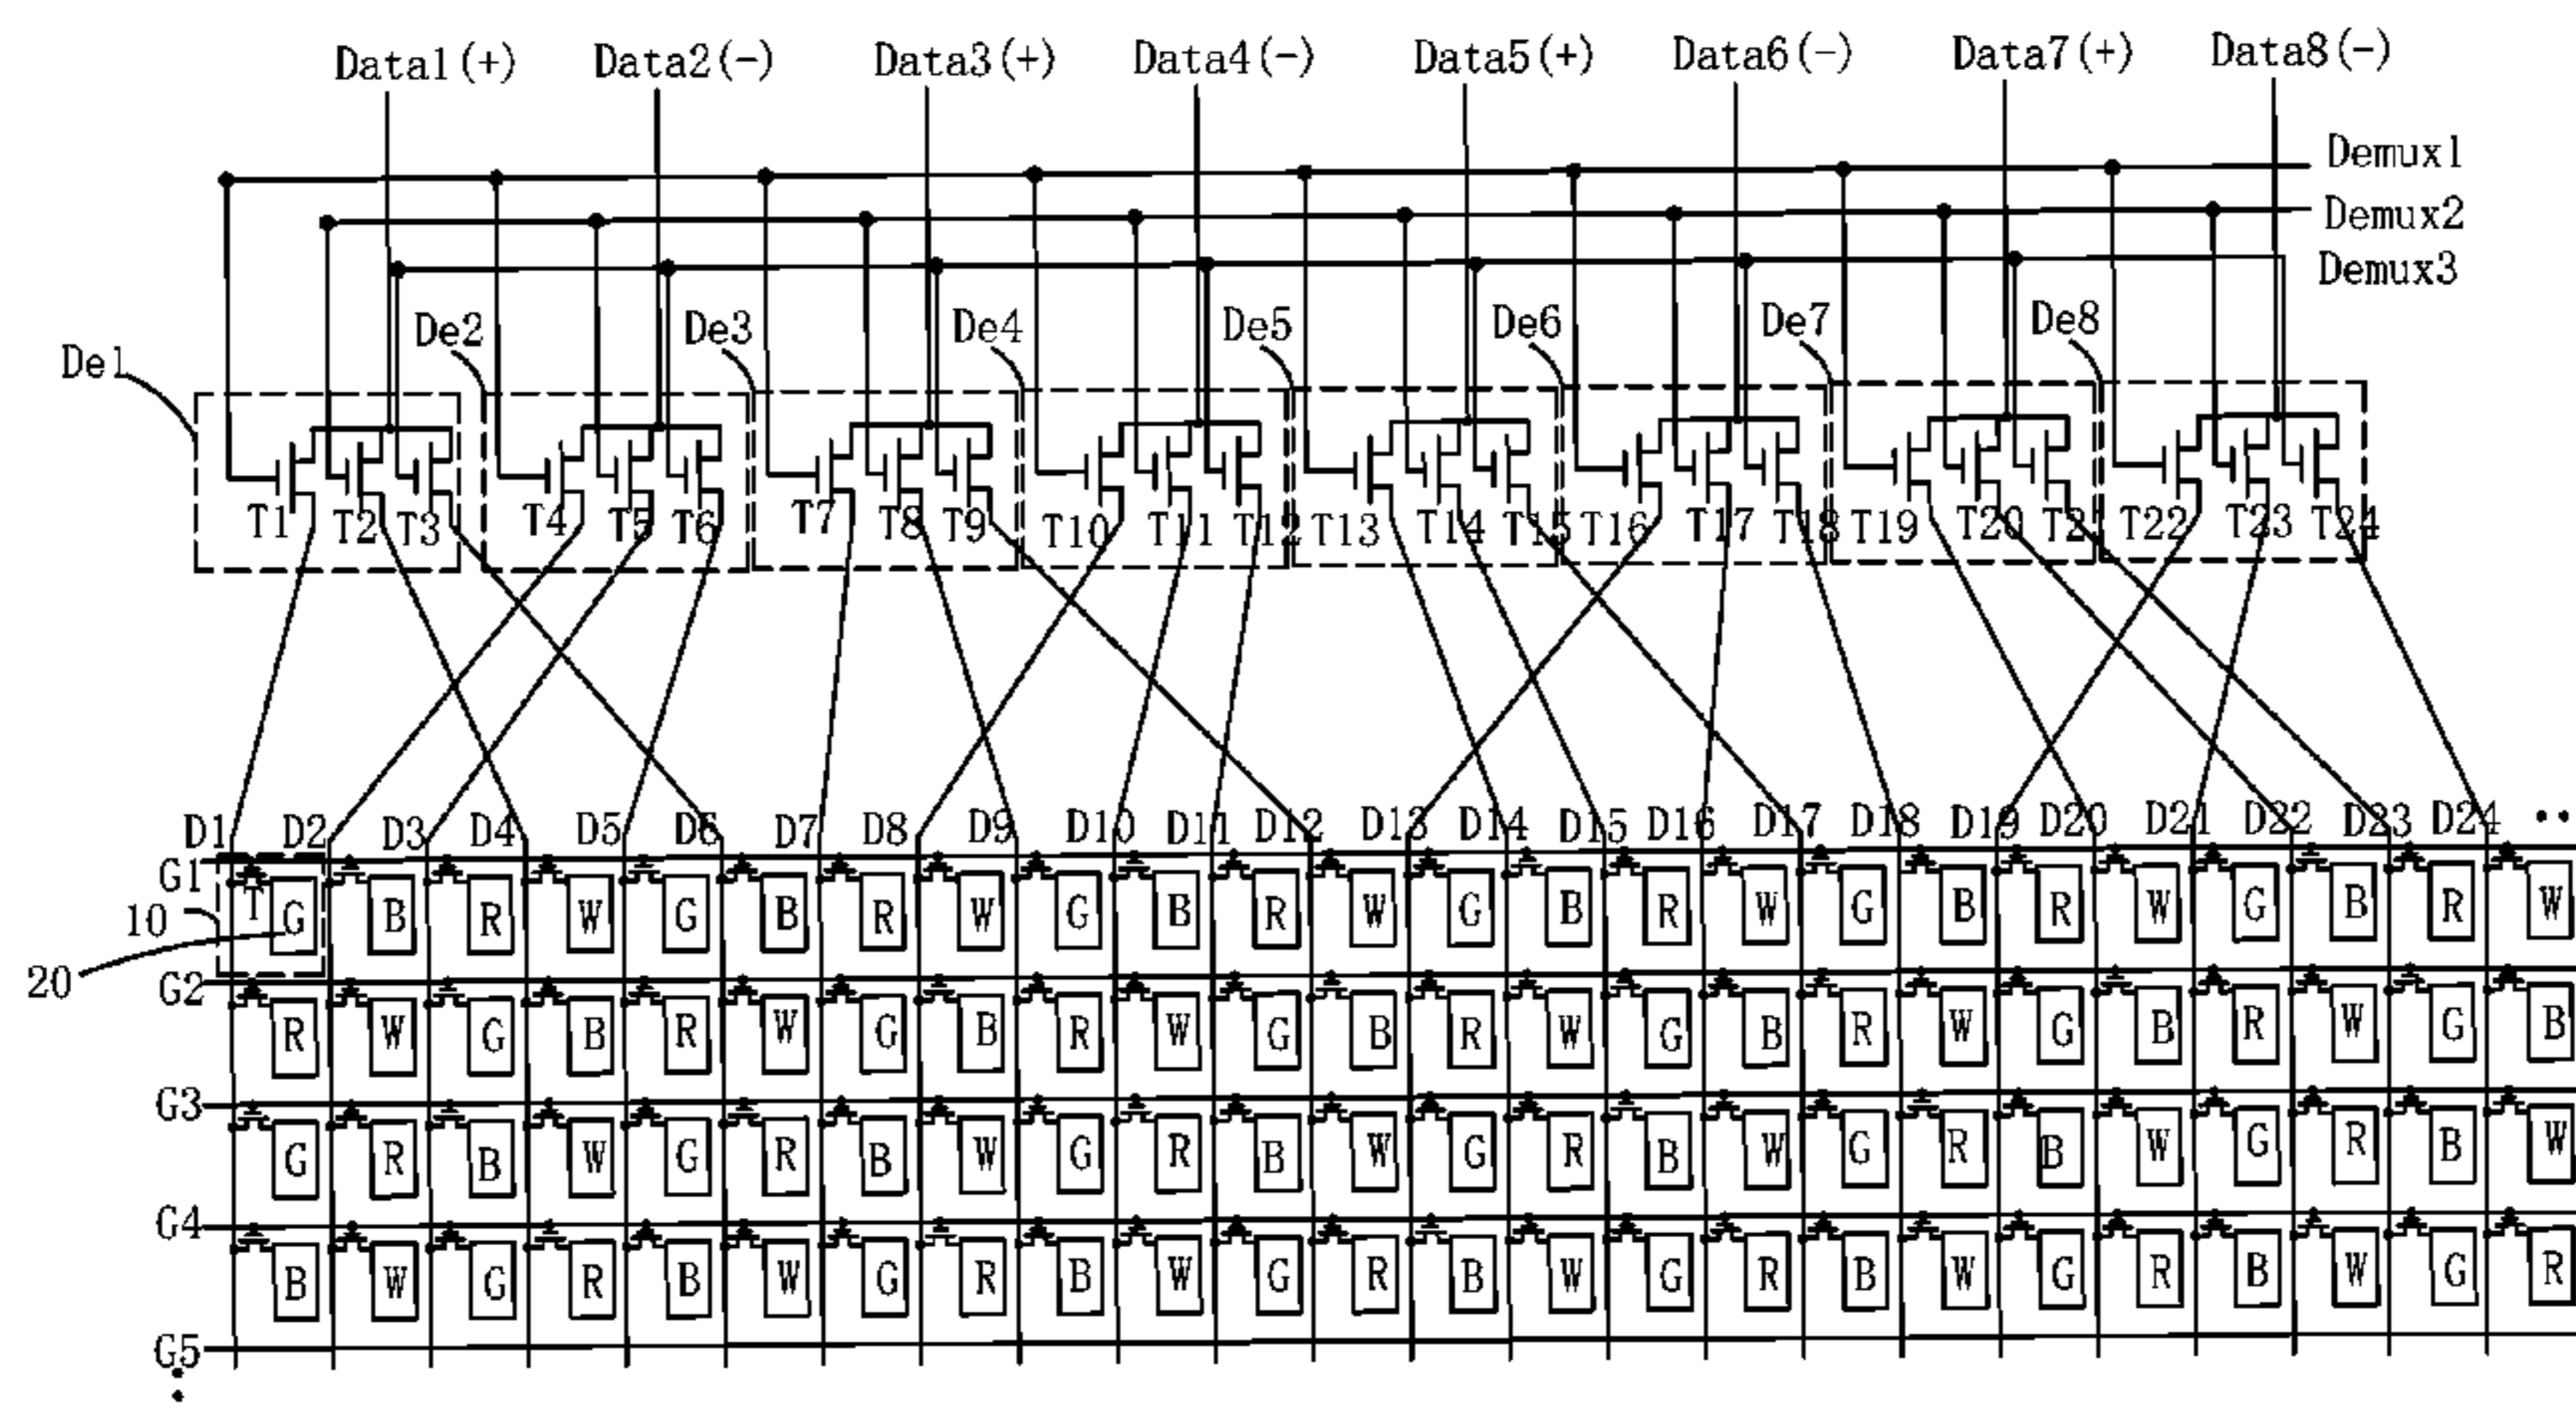 Data1(+) Data2(-) Data3(+) Data4(-) Data5(+) Data6(-) Data7(+) Data8(-)
Demux1
Demux2
Demux3
De1 De2 De3 De4 De5 De6 De7 De8
T1 T2 T3 T4 T5 T6 T7 T8 T9 T10 T11 T12 T13 T14 T15 T16 T17 T18 T19 T20 T21 T22 T23 T24
D1 D2 D3 D4 D5 D6 D7 D8 D9 D10 D11 D12 D13 D14 D15 D16 D17 D18 D19 D20 D21 D22 D23 D24 ..
G1 T G B R W G B R W G B R W G B R W G B R W G B R W
10
20
G2 R W G B R W G B R W G B R W G B R W G B R W G B
G3 G R B W G R B W G R B W G R B W G R B W G R B W
G4 B W G R B W G R B W G R B W G R B W G R B W G R
G5
: